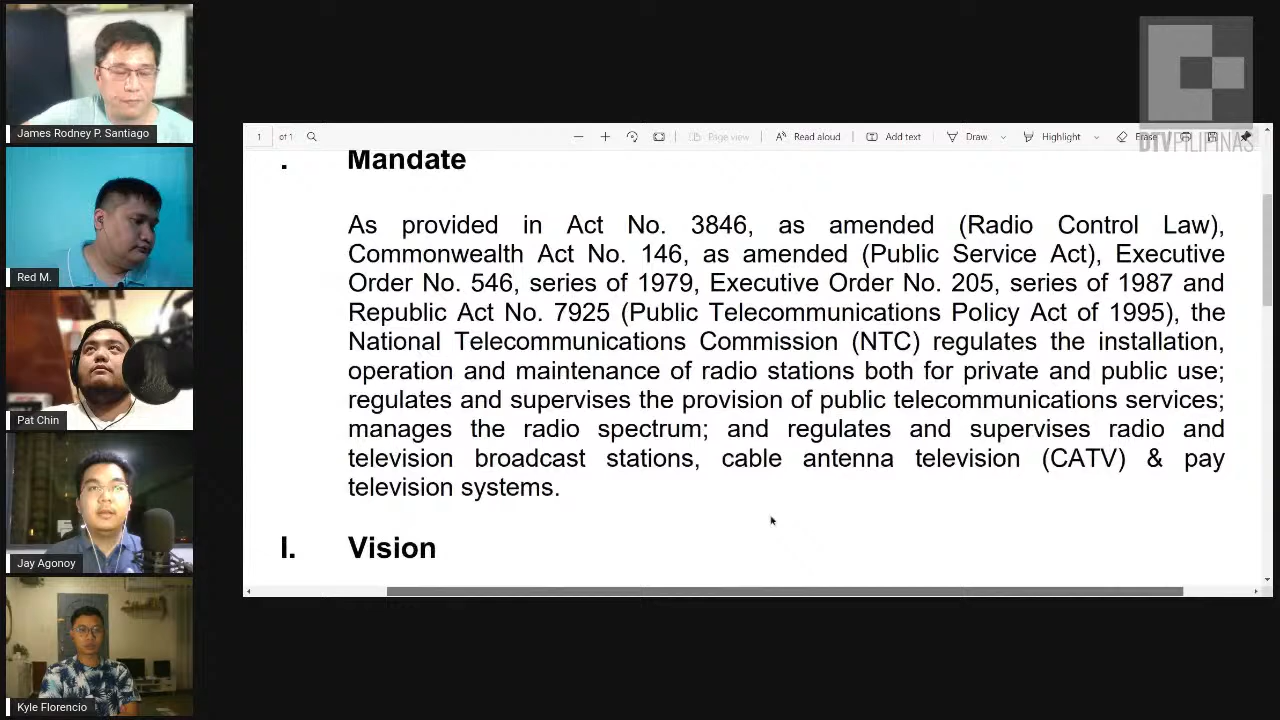 James Rodney P. Santiago
Red M.
Pat Chin
Jay Agonoy
Kyle Florencio
DTVPILIPINAS
1 of 1
Page view
Read aloud
Add text
Draw
Highlight
Erase
. Mandate
As provided in Act No. 3846, as amended (Radio Control Law),
Commonwealth Act No. 146, as amended (Public Service Act), Executive
Order No. 546, series of 1979, Executive Order No. 205, series of 1987 and
Republic Act No. 7925 (Public Telecommunications Policy Act of 1995), the
National Telecommunications Commission (NTC) regulates the installation,
operation and maintenance of radio stations both for private and public use;
regulates and supervises the provision of public telecommunications services;
manages the radio spectrum; and regulates and supervises radio and
television broadcast stations, cable antenna television (CATV) & pay
television systems.
I. Vision